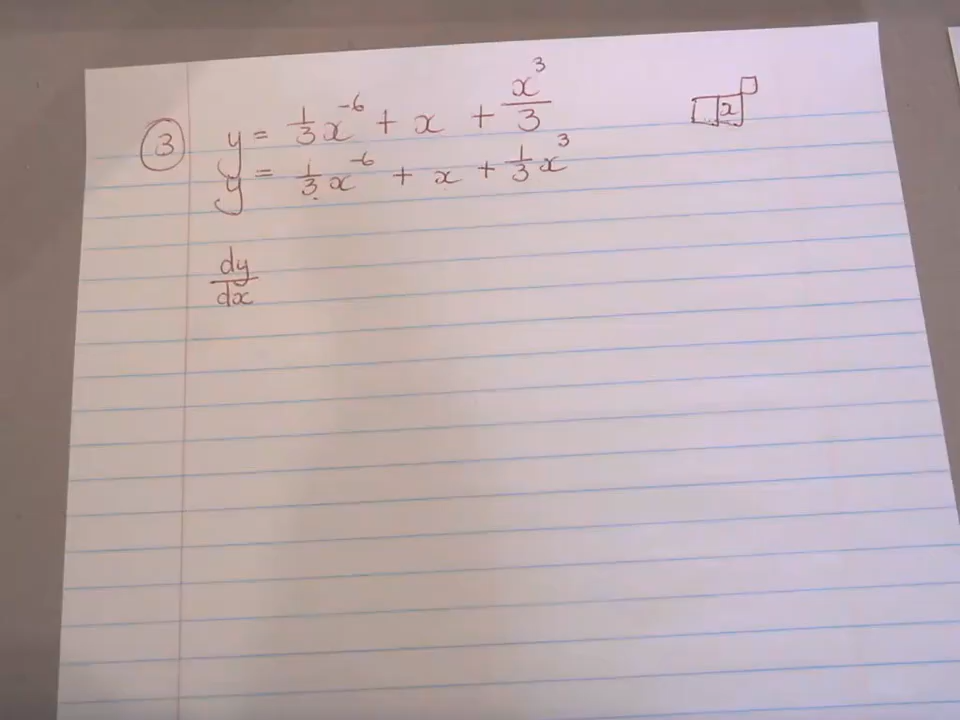 ③ y = 1/3 x^-6 + x + x^3/3
y = 1/3 x^-6 + x + 1/3 x^3
□x^□
dy/dx